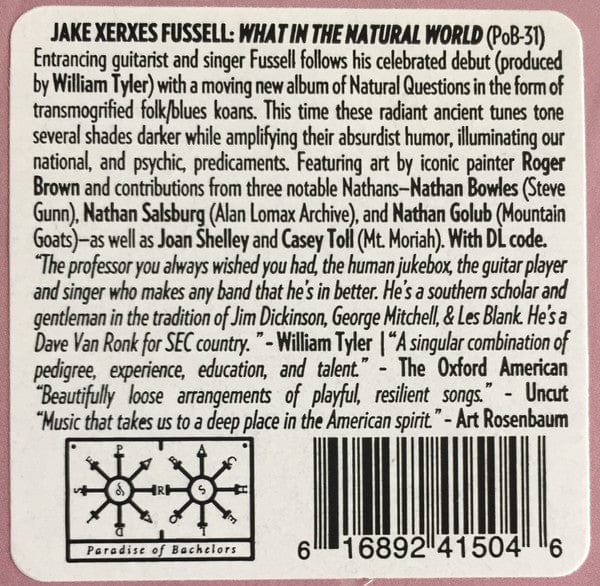 JAKE XERXES FUSSELL: WHAT IN THE NATURAL WORLD (PoB-31)
Entrancing guitarist and singer Fussell follows his celebrated debut (produced
by William Tyler) with a moving new album of Natural Questions in the form of
transmogrified folk/blues koans. This time these radiant ancient tunes tone
several shades darker while amplifying their absurdist humor, illuminating our
national, and psychic, predicaments. Featuring art by iconic painter Roger
Brown and contributions from three notable Nathans—Nathan Bowles (Steve
Gunn), Nathan Salsburg (Alan Lomax Archive), and Nathan Golub (Mountain
Goats)—as well as Joan Shelley and Casey Toll (Mt. Moriah). With DL code.
"The professor you always wished you had, the human jukebox, the guitar player
and singer who makes any band that he's in better. He's a southern scholar and
gentleman in the tradition of Jim Dickinson, George Mitchell, & Les Blank. He's a
Dave Van Ronk for SEC country. " - William Tyler | "A singular combination of
pedigree, experience, education, and talent." - The Oxford American
"Beautifully loose arrangements of playful, resilient songs." - Uncut
"Music that takes us to a deep place in the American spirit." - Art Rosenbaum
Paradise of Bachelors
6 16892 41504 6